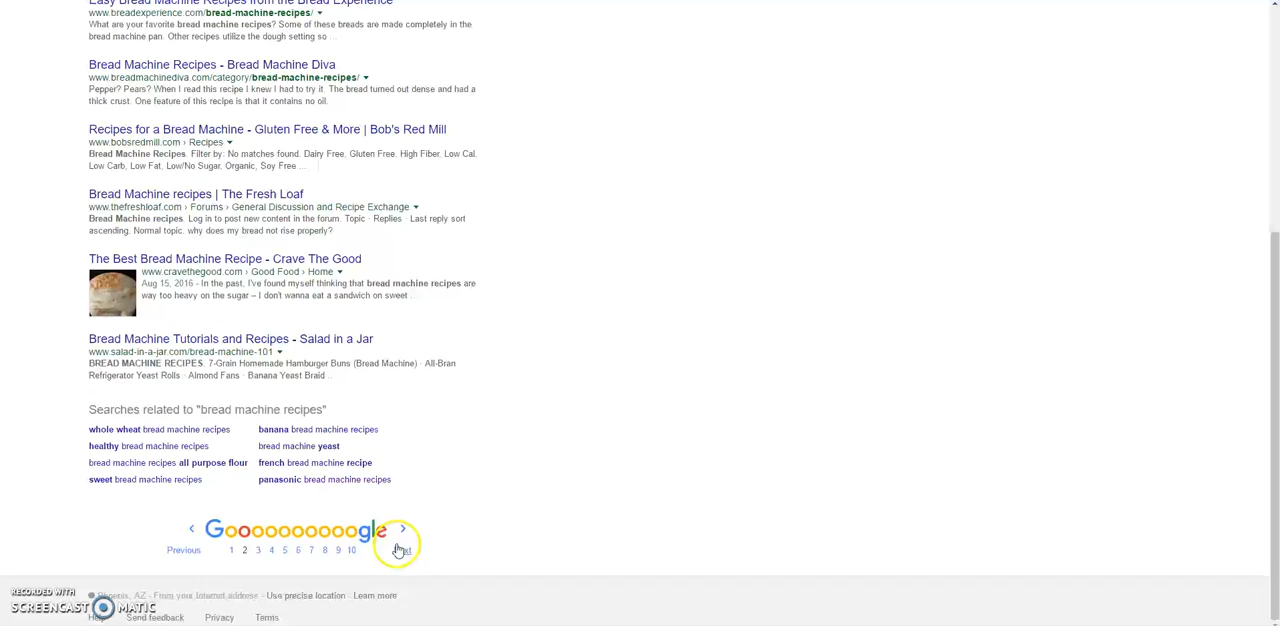 Easy Bread Machine Recipes from the Bread Experience
www.breadexperience.com/bread-machine-recipes/
What are your favorite bread machine recipes? Some of these breads are made completely in the
bread machine pan. Other recipes utilize the dough setting so ...
Bread Machine Recipes - Bread Machine Diva
www.breadmachinediva.com/category/bread-machine-recipes/
Pepper? Pears? When I read this recipe I knew I had to try it. The bread turned out dense and had a
thick crust. One feature of this recipe is that it contains no oil.
Recipes for a Bread Machine - Gluten Free & More | Bob's Red Mill
www.bobsredmill.com › Recipes
Bread Machine Recipes. Filter by: No matches found. Dairy Free. Gluten Free. High Fiber. Low Cal.
Low Carb, Low Fat, Low/No Sugar, Organic, Soy Free ...
Bread Machine recipes | The Fresh Loaf
www.thefreshloaf.com › Forums › General Discussion and Recipe Exchange
Bread Machine recipes. Log in to post new content in the forum. Topic · Replies · Last reply sort
ascending. Normal topic. why does my bread not rise properly?
The Best Bread Machine Recipe - Crave The Good
www.cravethegood.com › Good Food › Home
Aug 15, 2016 - In the past, I've found myself thinking that bread machine recipes are
way too heavy on the sugar – I don't wanna eat a sandwich on sweet ...
Bread Machine Tutorials and Recipes - Salad in a Jar
www.salad-in-a-jar.com/bread-machine-101
BREAD MACHINE RECIPES. 7-Grain Homemade Hamburger Buns (Bread Machine) · All-Bran
Refrigerator Yeast Rolls · Almond Fans · Banana Yeast Braid ...
Searches related to "bread machine recipes"
whole wheat bread machine recipes banana bread machine recipes
healthy bread machine recipes bread machine yeast
bread machine recipes all purpose flour french bread machine recipe
sweet bread machine recipes panasonic bread machine recipes
‹ Goooooooooogle ›
Previous 1 2 3 4 5 6 7 8 9 10
Phoenix, AZ - From your Internet address - Use precise location - Learn more
RECORDED WITH
SCREENCAST MATIC
Help Send feedback Privacy Terms